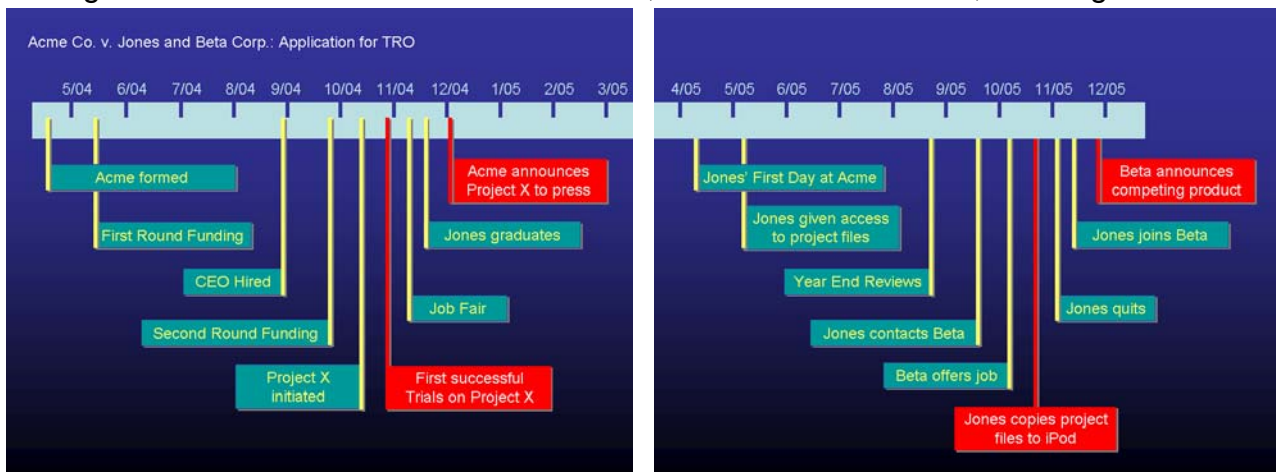 Acme Co. v. Jones and Beta Corp.: Application for TRO
5/04 6/04 7/04 8/04 9/04 10/04 11/04 12/04 1/05 2/05 3/05
Acme formed
Acme announces
Project X to press
First Round Funding
Jones graduates
CEO Hired
Job Fair
Second Round Funding
Project X
initiated
First successful
Trials on Project X
4/05 5/05 6/05 7/05 8/05 9/05 10/05 11/05 12/05
Jones' First Day at Acme
Beta announces
competing product
Jones given access
to project files
Jones joins Beta
Year End Reviews
Jones quits
Jones contacts Beta
Beta offers job
Jones copies project
files to iPod